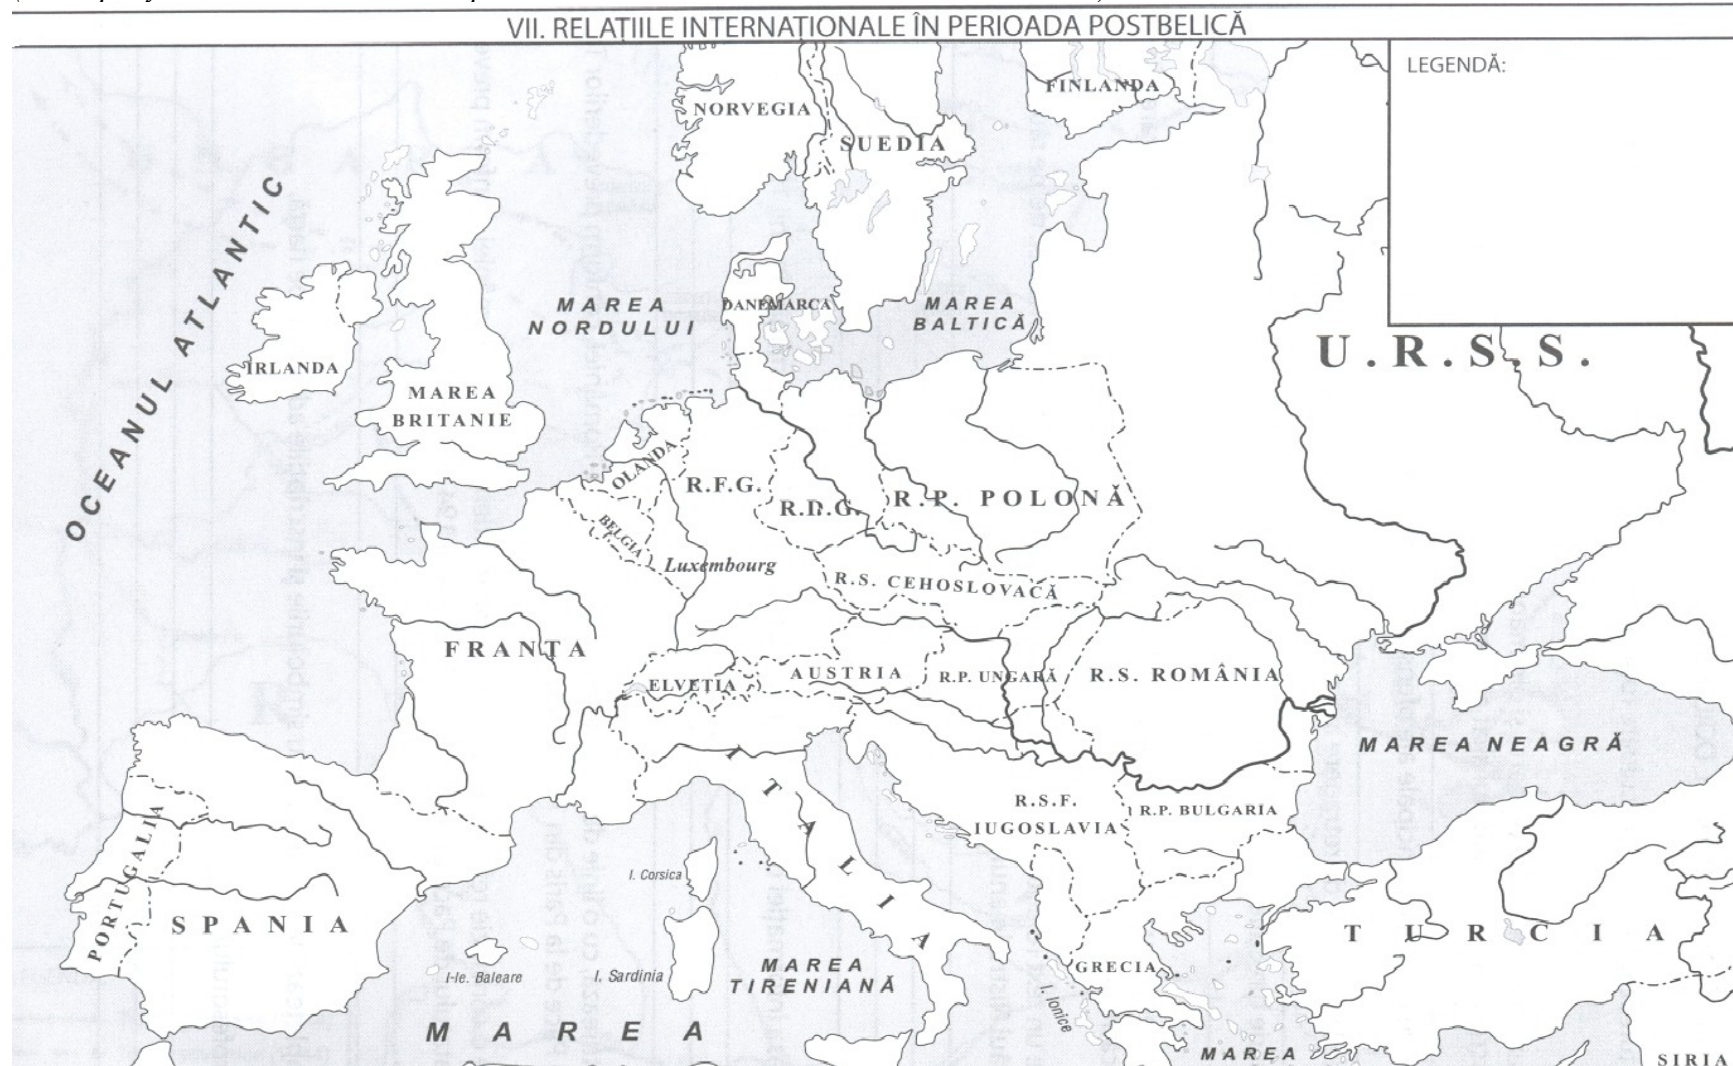 VII. RELAȚIILE INTERNAȚIONALE ÎN PERIOADA POSTBELICĂ
LEGENDĂ:
FINLANDA
NORVEGIA
SUEDIA
OCEANUL ATLANTIC
MAREA
NORDULUI
DANEMARCA
MAREA
BALTICĂ
U.R.S.S.
IRLANDA
MAREA
BRITANIE
OLANDA
R.F.G.
R.D.G.
R.P. POLONĂ
BELGIA
Luxembourg
R.S. CEHOSLOVACĂ
FRANȚA
ELVEȚIA
AUSTRIA
R.P. UNGARĂ
R.S. ROMÂNIA
MAREA NEAGRĂ
ITALIA
R.S.F.
IUGOSLAVIA
R.P. BULGARIA
PORTUGALIA
SPANIA
I. Corsica
I-le. Baleare
I. Sardinia
MAREA
TIRENIANĂ
GRECIA
I. Ionice
TURCIA
MAREA
MAREA
SIRIA